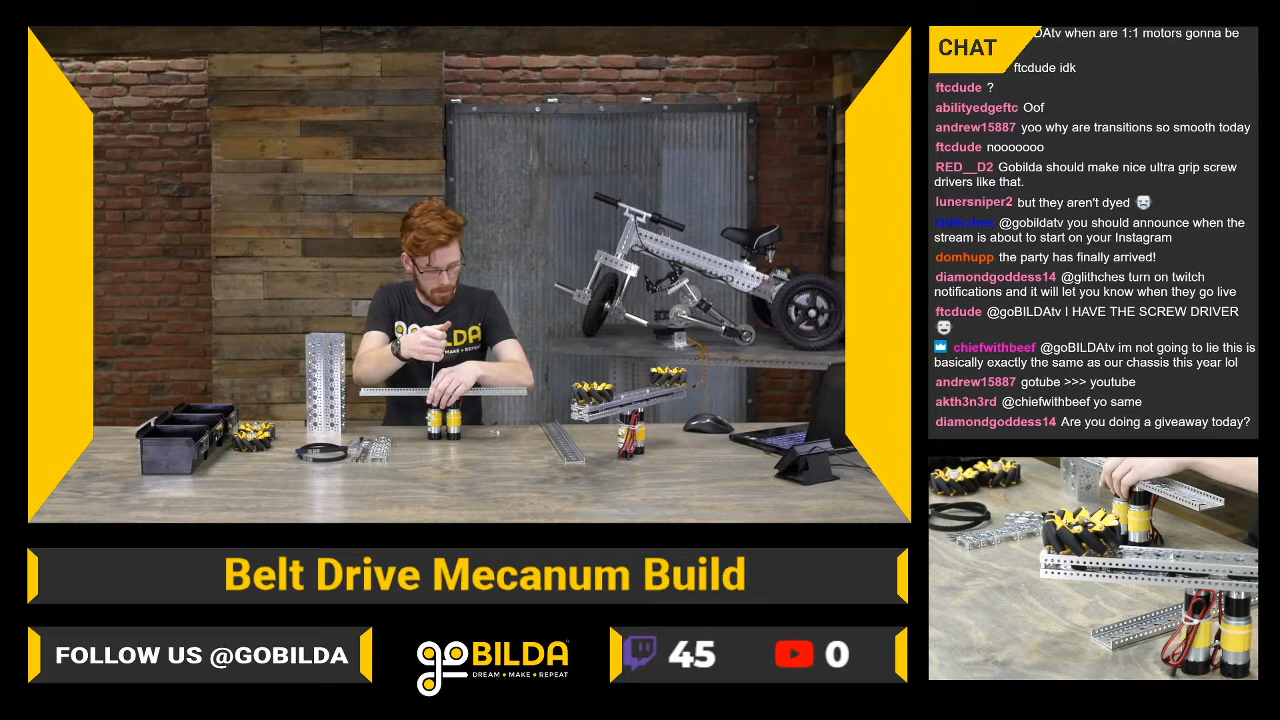 CHAT
DAtv when are 1:1 motors gonna be
ftcdude idk
ftcdude ?
abilityedgeftc Oof
andrew15887 yoo why are transitions so smooth today
ftcdude nooooooo
RED__D2 Gobilda should make nice ultra grip screw
drivers like that.
lunersniper2 but they aren't dyed
Glithches @gobildatv you should announce when the
stream is about to start on your Instagram
domhupp the party has finally arrived!
diamondgoddess14 @glithches turn on twitch
notifications and it will let you know when they go live
ftcdude @goBILDAtv I HAVE THE SCREW DRIVER
chiefwithbeef @goBILDAtv im not going to lie this is
basically exactly the same as our chassis this year lol
andrew15887 gotube >>> youtube
akth3n3rd @chiefwithbeef yo same
diamondgoddess14 Are you doing a giveaway today?
Belt Drive Mecanum Build
FOLLOW US @GOBILDA
goBILDA
DREAM • MAKE • REPEAT
45
0